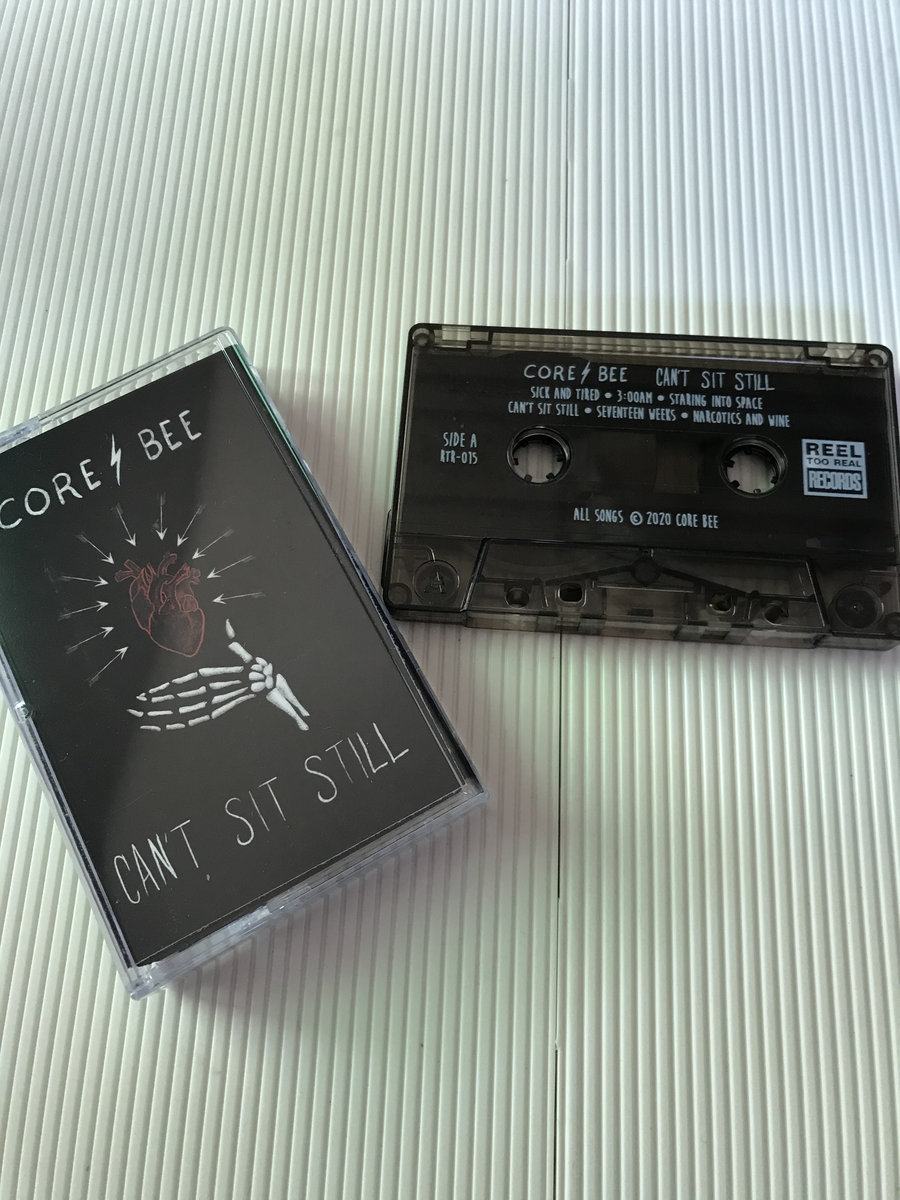 CORE BEE
CAN'T SIT STILL
CORE BEE CAN'T SIT STILL
SICK AND TIRED • 3:00AM • STARING INTO SPACE
CAN'T SIT STILL • SEVENTEEN WEEKS • NARCOTICS AND WINE
SIDE A
RTR-015
REEL
TOO REAL
RECORDS
ALL SONGS © 2020 CORE BEE
A